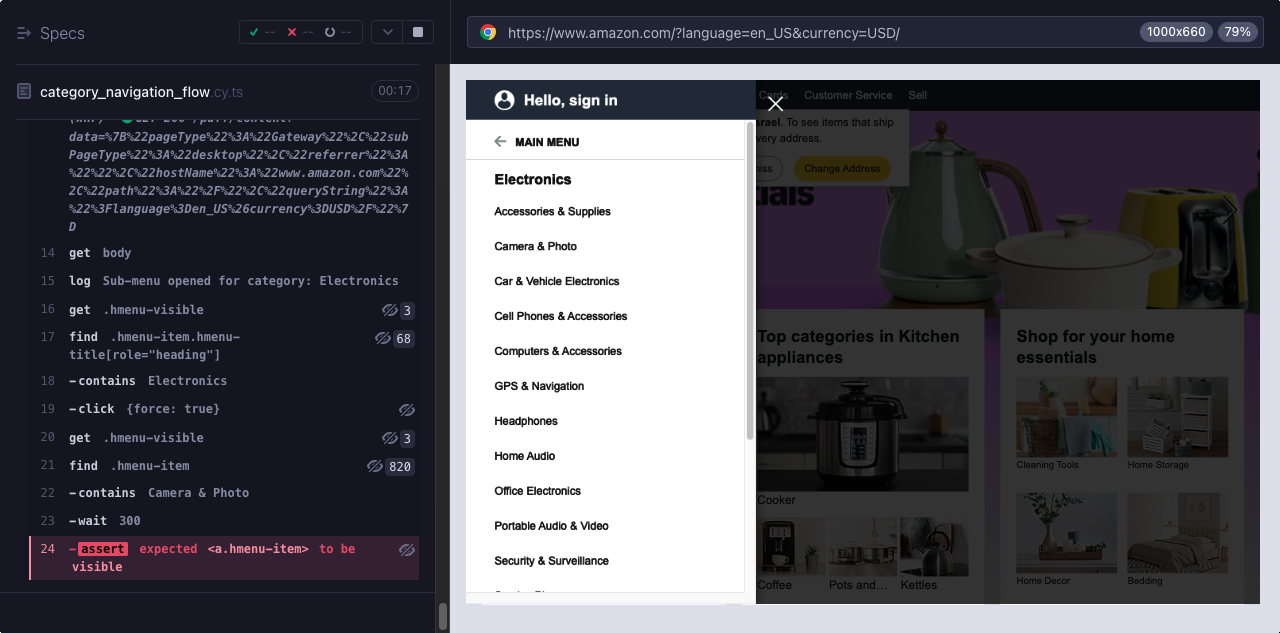 Specs
-- -- --
category_navigation_flow.cy.ts
00:17
data=%7B%22pageType%22%3A%22Gateway%22%2C%22sub
PageType%22%3A%22desktop%22%2C%22referrer%22%3A
%22%22%2C%22hostName%22%3A%22www.amazon.com%22
%2C%22path%22%3A%22%2F%22%2C%22queryString%22%3A
%22%3Flanguage%3Den_US%26currency%3DUSD%2F%22%7
D
14 get body
15 log Sub-menu opened for category: Electronics
16 get .hmenu-visible 3
17 find .hmenu-item.hmenu- 68
title[role="heading"]
18 -contains Electronics
19 -click {force: true}
20 get .hmenu-visible 3
21 find .hmenu-item 820
22 -contains Camera & Photo
23 -wait 300
24 -assert expected <a.hmenu-item> to be
visible
https://www.amazon.com/?language=en_US&currency=USD/
1000x660 79%
Hello, sign in
MAIN MENU
Electronics
Accessories & Supplies
Camera & Photo
Car & Vehicle Electronics
Cell Phones & Accessories
Computers & Accessories
GPS & Navigation
Headphones
Home Audio
Office Electronics
Portable Audio & Video
Security & Surveillance
Cards Customer Service Sell
srael. To see items that ship
very address.
niss Change Address
Top categories in Kitchen
appliances
Cooker
Coffee Pots and... Kettles
Shop for your home
essentials
Cleaning Tools Home Storage
Home Decor Bedding